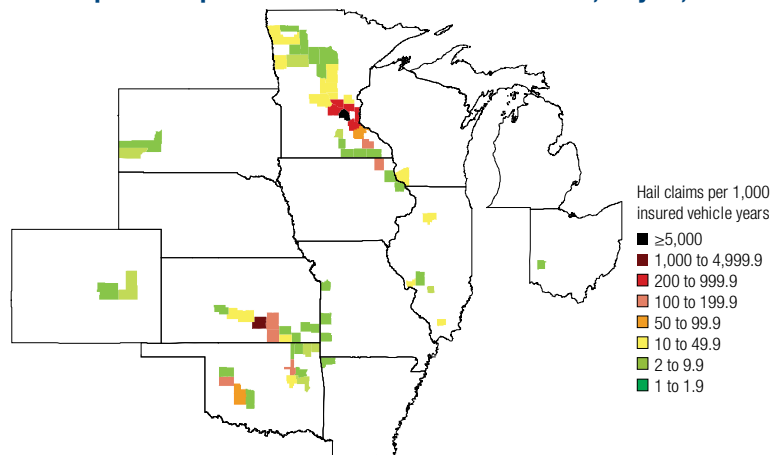 Hail claims per 1,000
insured vehicle years
≥5,000
1,000 to 4,999.9
200 to 999.9
100 to 199.9
50 to 99.9
10 to 49.9
2 to 9.9
1 to 1.9